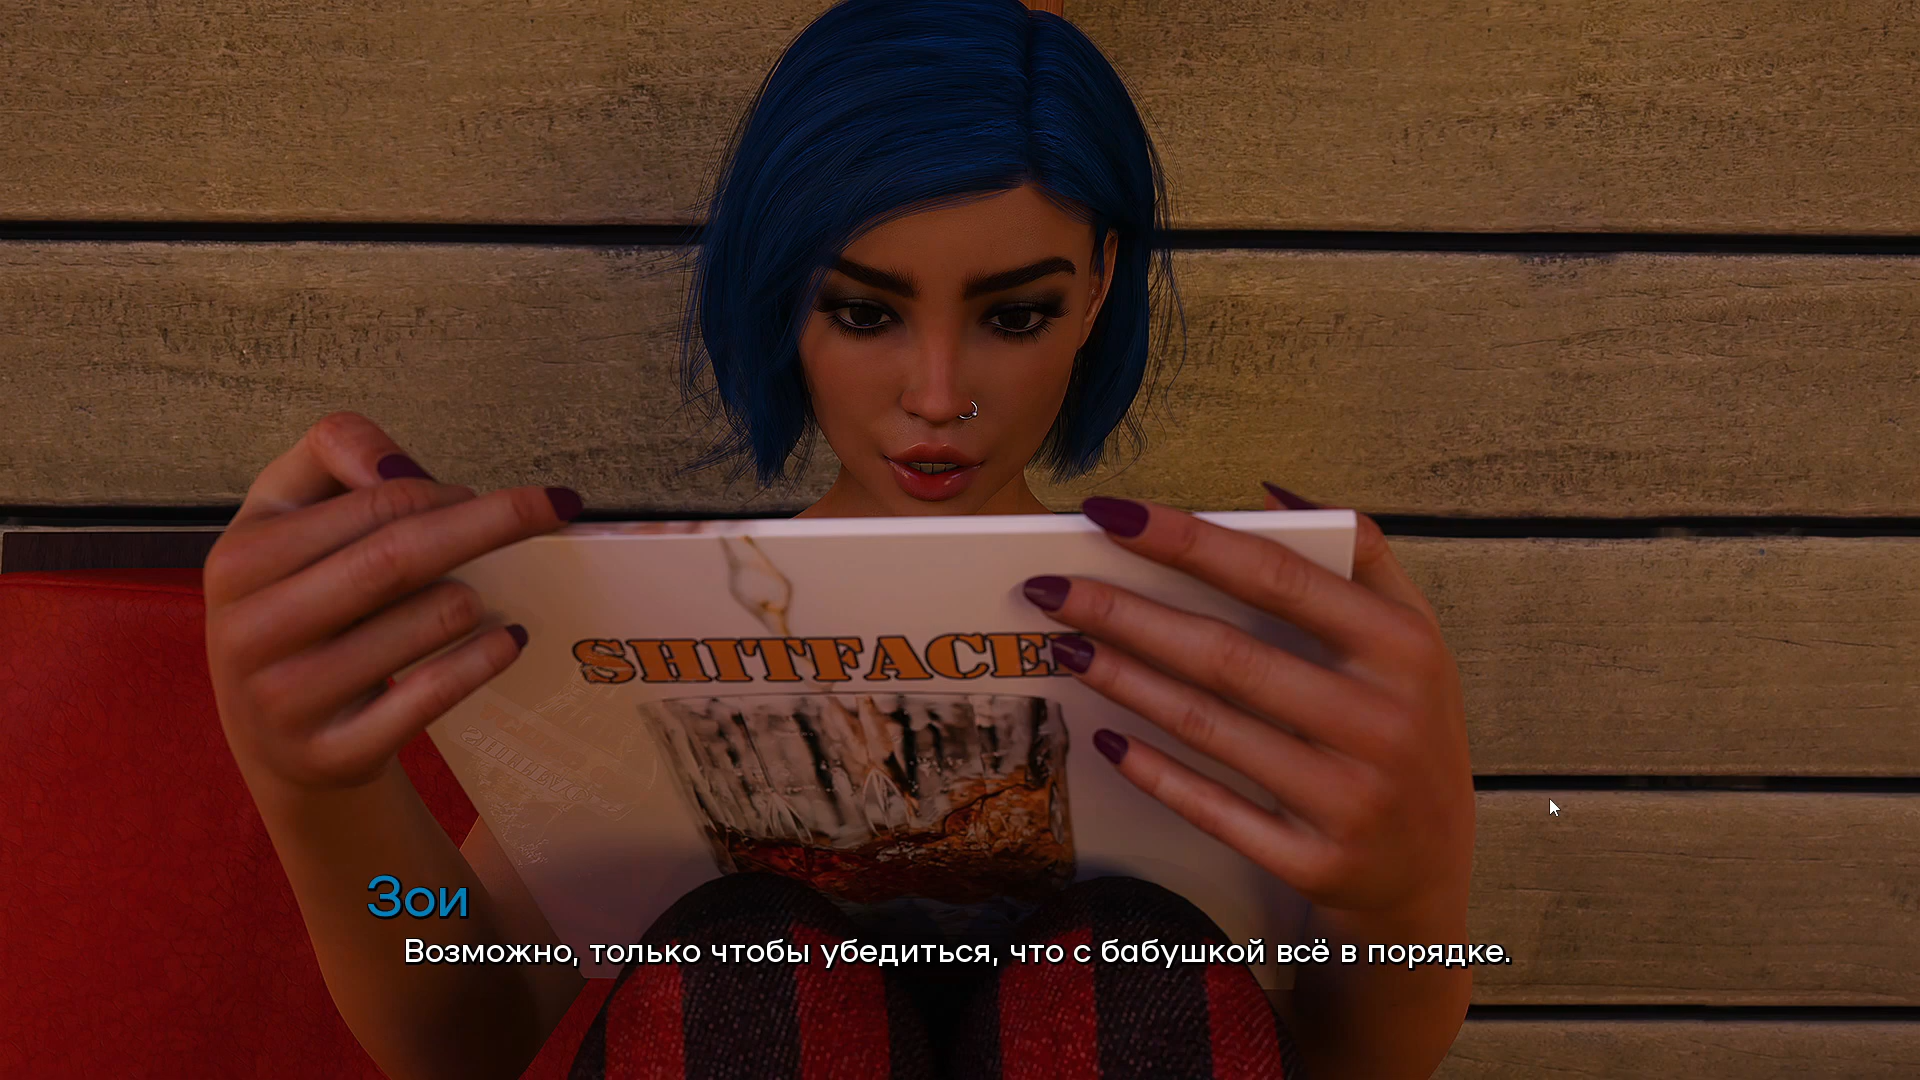 SHITFACE
Зои
Возможно, только чтобы убедиться, что с бабушкой всё в порядке.